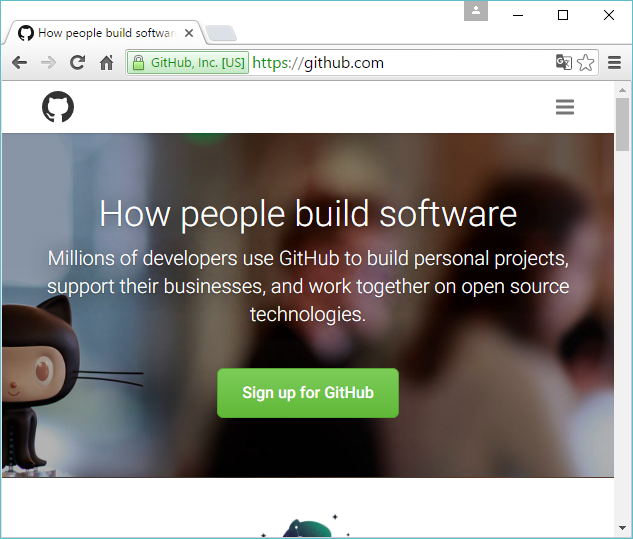 How people build softwar
GitHub, Inc. [US]
https://github.com
How people build software
Millions of developers use GitHub to build personal projects,
support their businesses, and work together on open source
technologies.
Sign up for GitHub